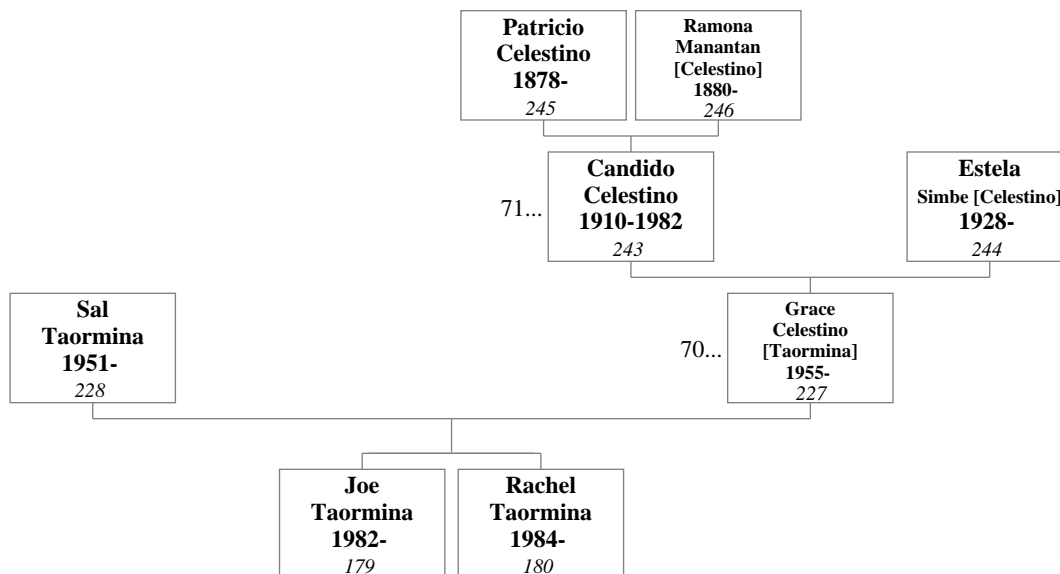 Patricio
Celestino
1878-
245
Ramona
Manantan
[Celestino]
1880-
246
71...
Candido
Celestino
1910-1982
243
Estela
Simbe [Celestino]
1928-
244
Sal
Taormina
1951-
228
70...
Grace
Celestino
[Taormina]
1955-
227
Joe
Taormina
1982-
179
Rachel
Taormina
1984-
180